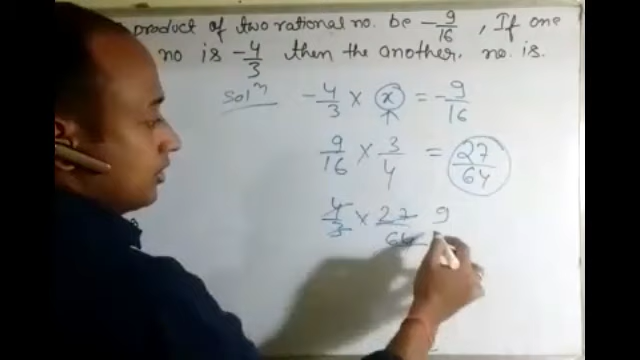 product of two rational no. be - 9/16, If one
no is - 4/3 then the another. no. is.
Solⁿ - 4/3 × x = - 9/16
9/16 × 3/4 = 27/64
4/3 × 27/64 9